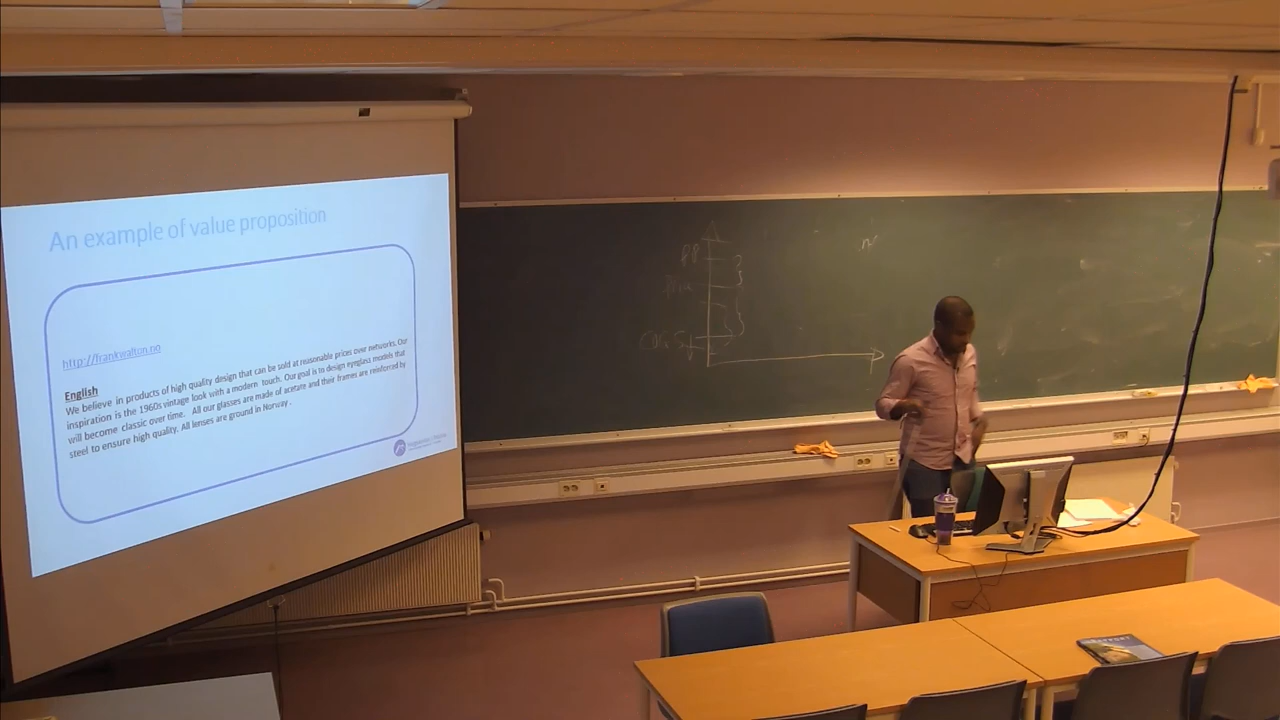 An example of value proposition
http://frankwalton.no
English
We believe in products of high quality design that can be sold at reasonable prices over networks. Our
inspiration is the 1960s vintage look with a modern touch. Our goal is to design eyeglass models that
will become classic over time. All our glasses are made of acetate and their frames are reinforced by
steel to ensure high quality. All lenses are ground in Norway.